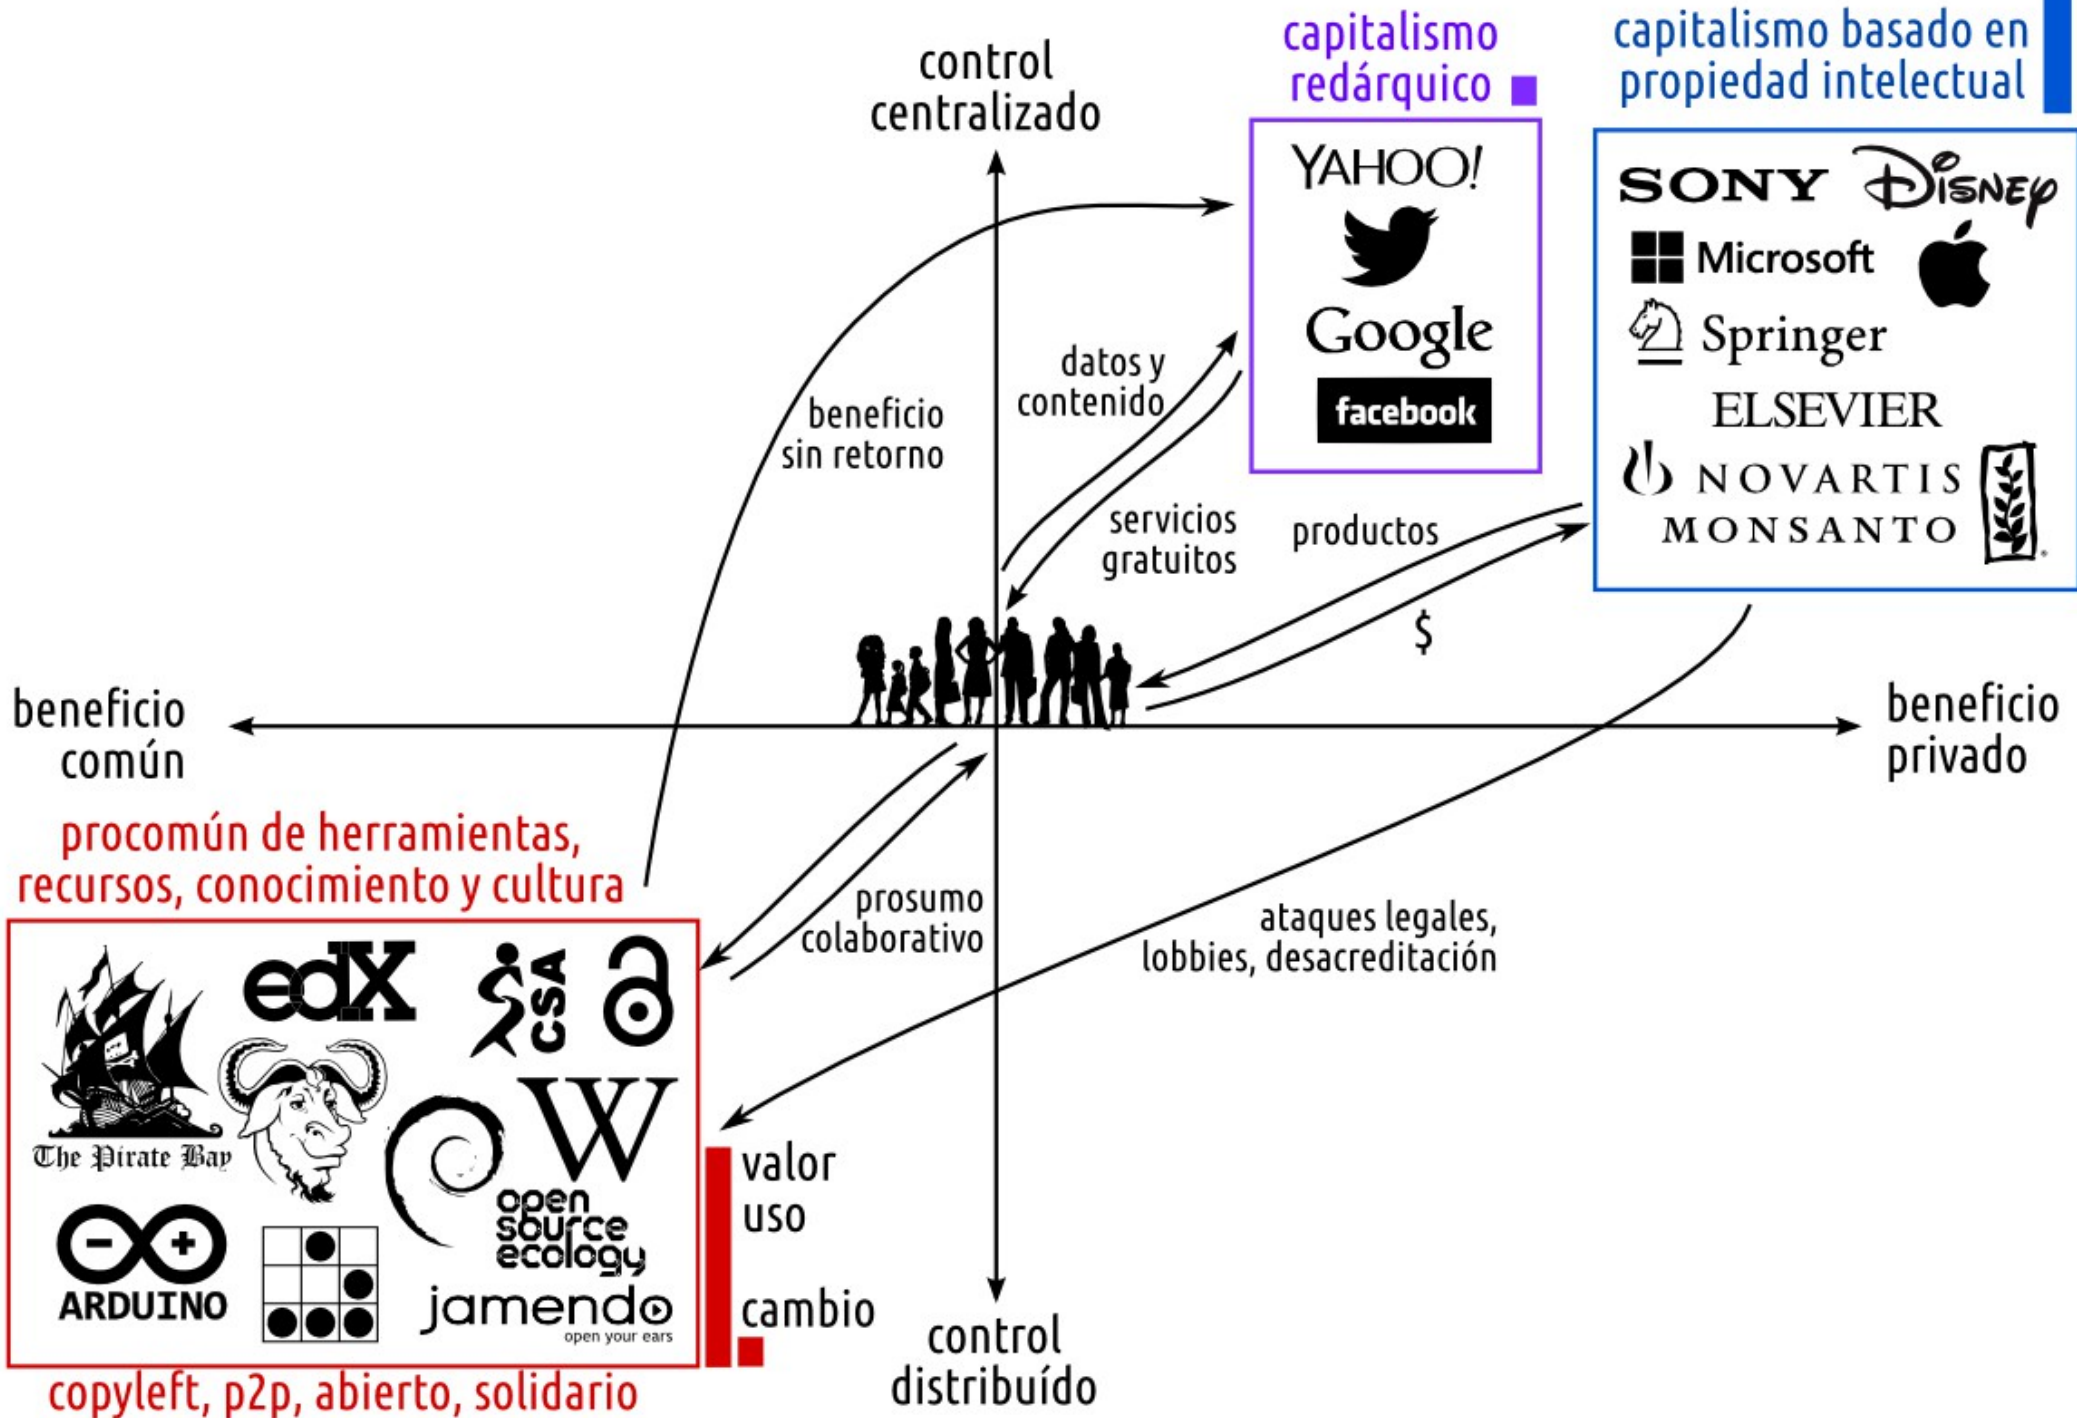 capitalismo
redárquico
capitalismo basado en
propiedad intelectual
control
centralizado
YAHOO!
Google
facebook
SONY
DISNEY
Microsoft
Springer
ELSEVIER
NOVARTIS
MONSANTO
datos y
contenido
beneficio
sin retorno
servicios
gratuitos
productos
$
beneficio
común
beneficio
privado
procomún de herramientas,
recursos, conocimiento y cultura
prosumo
colaborativo
ataques legales,
lobbies, desacreditación
edX
CSA
The Pirate Bay
W
open
source
ecology
ARDUINO
jamendo
open your ears
valor
uso
cambio
control
distribuído
copyleft, p2p, abierto, solidario